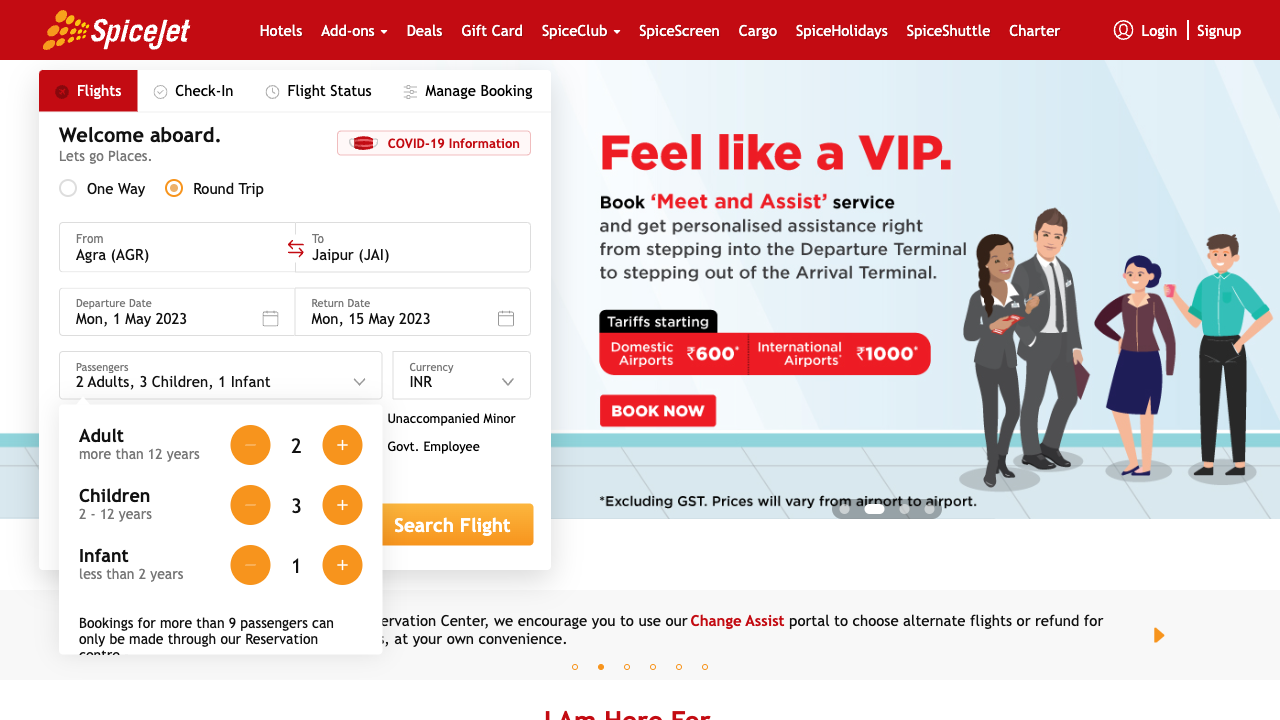 SpiceJet
Hotels Add-ons Deals Gift Card SpiceClub SpiceScreen Cargo SpiceHolidays SpiceShuttle Charter Login Signup
Flights Check-In Flight Status Manage Booking
Welcome aboard.
Lets go Places.
COVID-19 Information
One Way Round Trip
From
Agra (AGR)
To
Jaipur (JAI)
Departure Date
Mon, 1 May 2023
Return Date
Mon, 15 May 2023
Passengers
2 Adults, 3 Children, 1 Infant
Currency
INR
Adult
more than 12 years
2 +
Children
2 - 12 years
3 +
Infant
less than 2 years
1 +
Bookings for more than 9 passengers can
only be made through our Reservation
centre
Unaccompanied Minor
Govt. Employee
Search Flight
Feel like a VIP.
Book ‘Meet and Assist’ service
and get personalised assistance right
from stepping into the Departure Terminal
to stepping out of the Arrival Terminal.
Tariffs starting
Domestic Airports ₹600*
International Airports* ₹1000*
BOOK NOW
*Excluding GST. Prices will vary from airport to airport.
ervation Center, we encourage you to use our Change Assist portal to choose alternate flights or refund for
s, at your own convenience.
I Am Here For